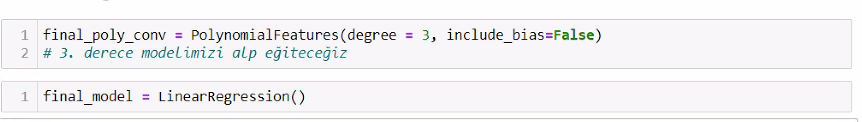 1 final_poly_conv = PolynomialFeatures(degree = 3, include_bias=False)
2 # 3. derece modelimizi alp eğiteceğiz
1 final_model = LinearRegression()